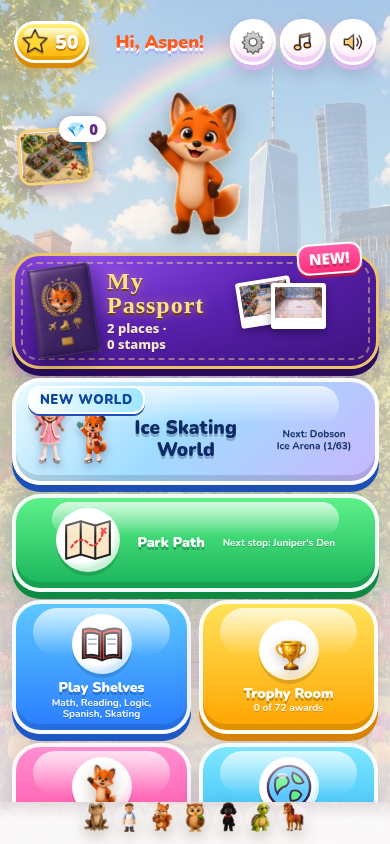 50
Hi, Aspen!
0
NEW!
My
Passport
2 places ·
0 stamps
NEW WORLD
Ice Skating
World
Next: Dobson
Ice Arena (1/63)
Park Path
Next stop: Juniper's Den
Play Shelves
Math, Reading, Logic,
Spanish, Skating
Trophy Room
0 of 72 awards